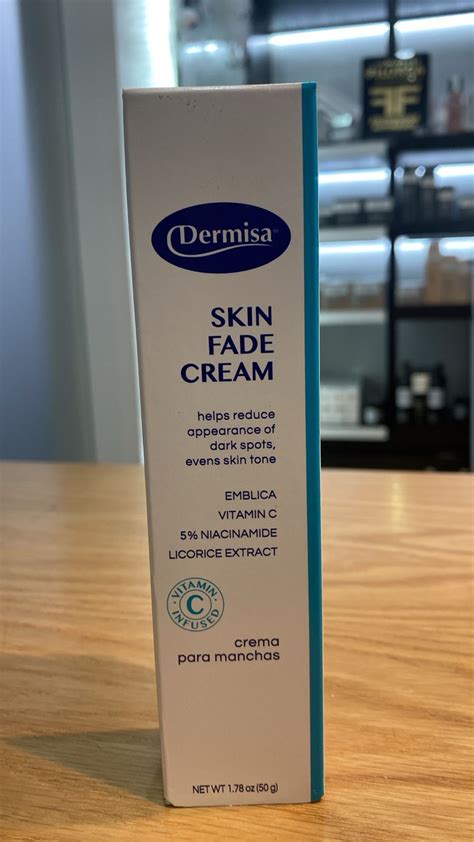 Dermisa
SKIN
FADE
CREAM
helps reduce
appearance of
dark spots,
evens skin tone
EMBLICA
VITAMIN C
5% NIACINAMIDE
LICORICE EXTRACT
VITAMIN
C
INFUSED
crema
para manchas
NET WT 1.78 oz (50 g)